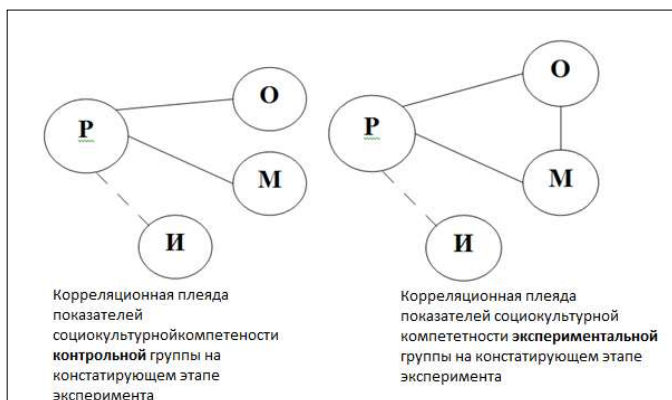 Р
О
М
И
Корреляционная плеяда
показателей
социокультурнойкомпетености
контрольной группы на
констатирующем этапе
эксперимента
Р
О
М
И
Корреляционная плеяда
показателей социокультурной
компететности экспериментальной
группы на констатирующем этапе
эксперимента